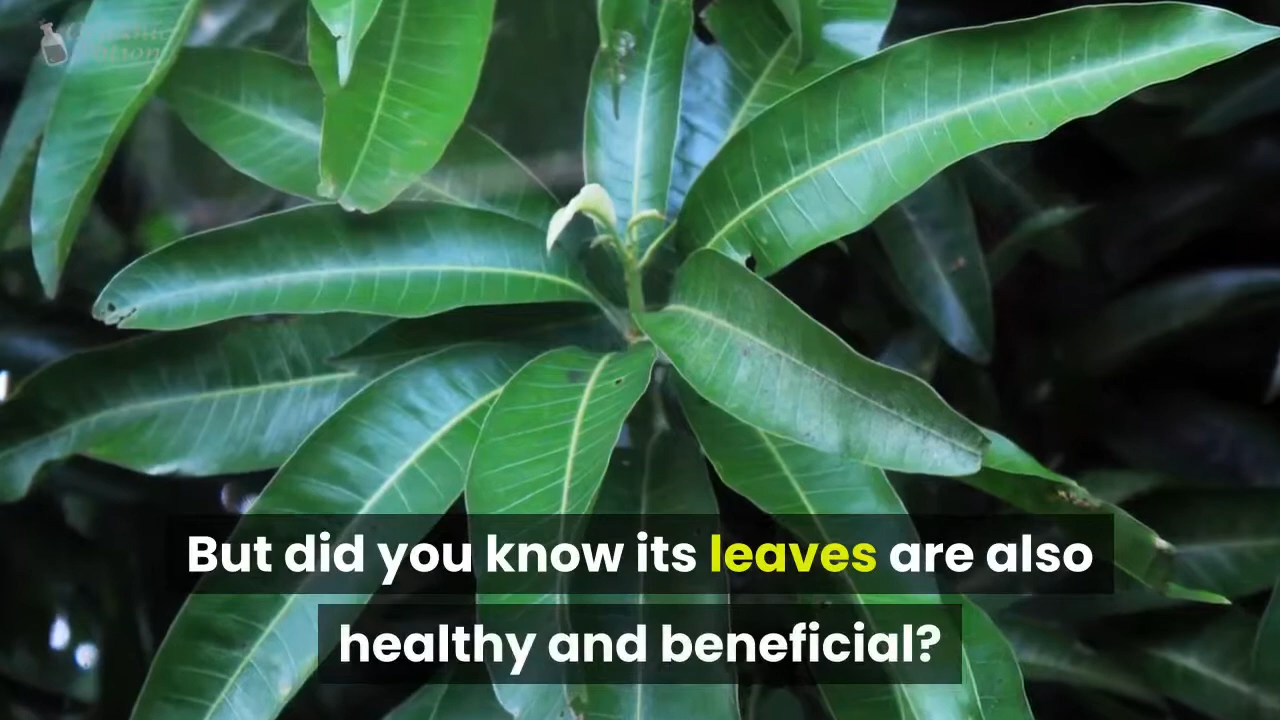 But did you know its leaves are also
healthy and beneficial?